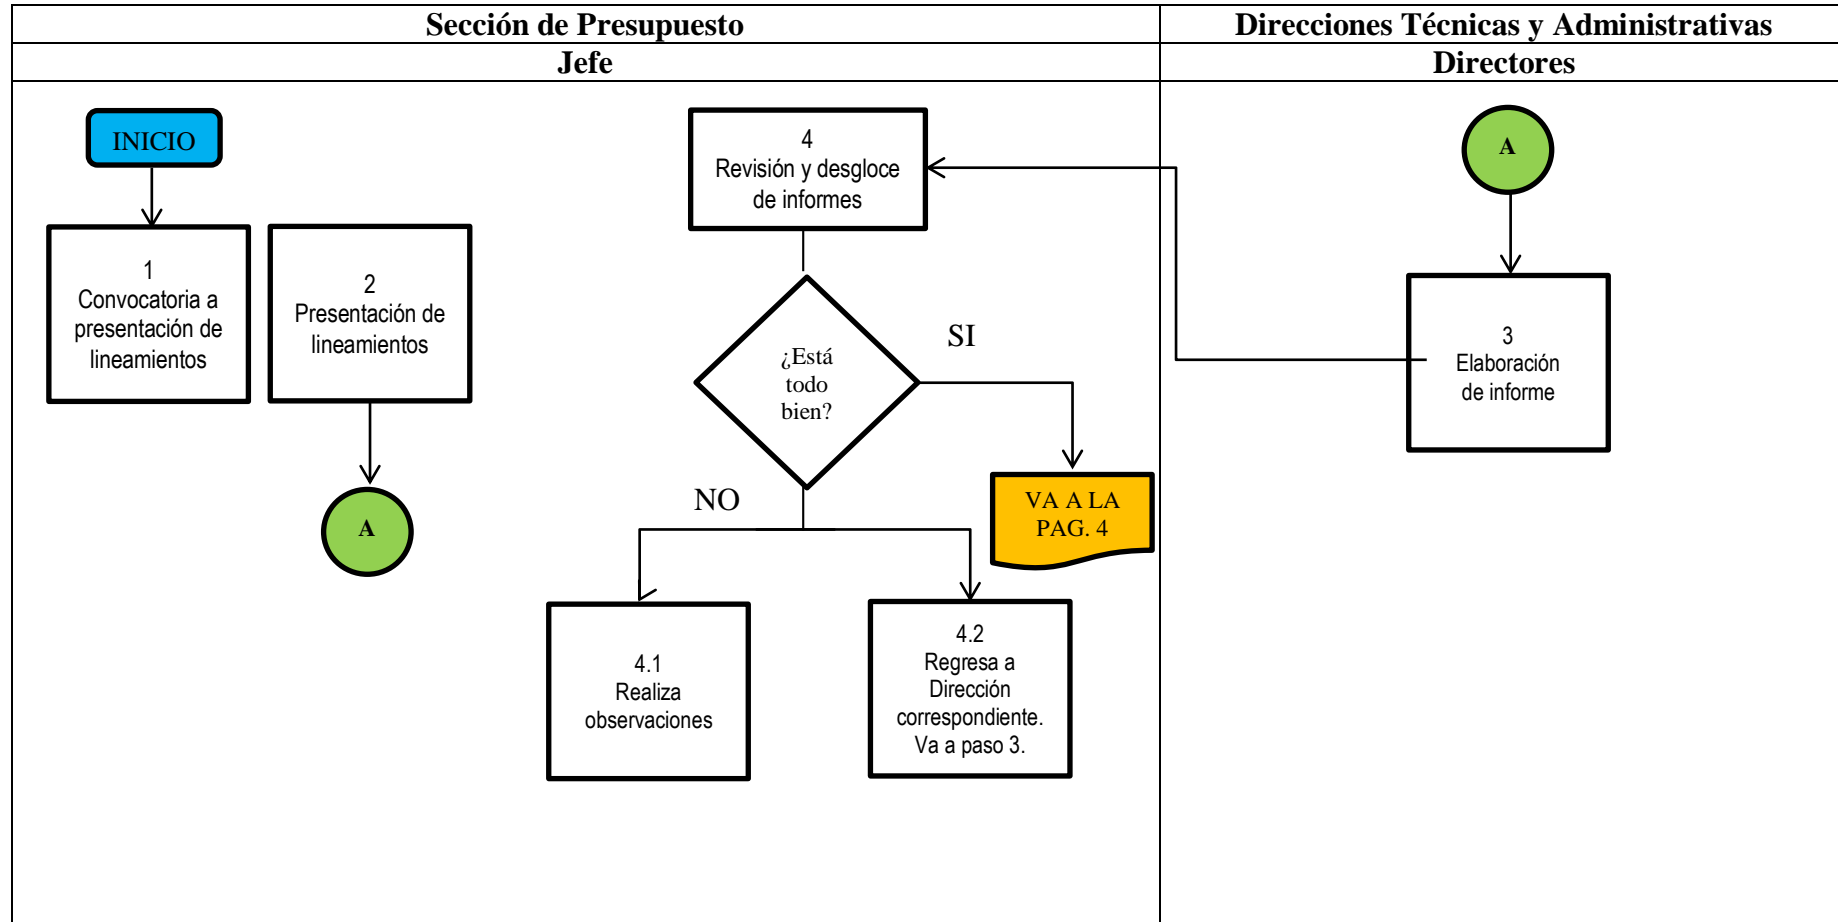 Sección de Presupuesto
Direcciones Técnicas y Administrativas
Jefe
Directores
INICIO
1
Convocatoria a
presentación de
lineamientos
2
Presentación de
lineamientos
A
4
Revisión y desgloce
de informes
¿Está
todo
bien?
SI
NO
VA A LA
PAG. 4
4.1
Realiza
observaciones
4.2
Regresa a
Dirección
correspondiente.
Va a paso 3.
A
3
Elaboración
de informe